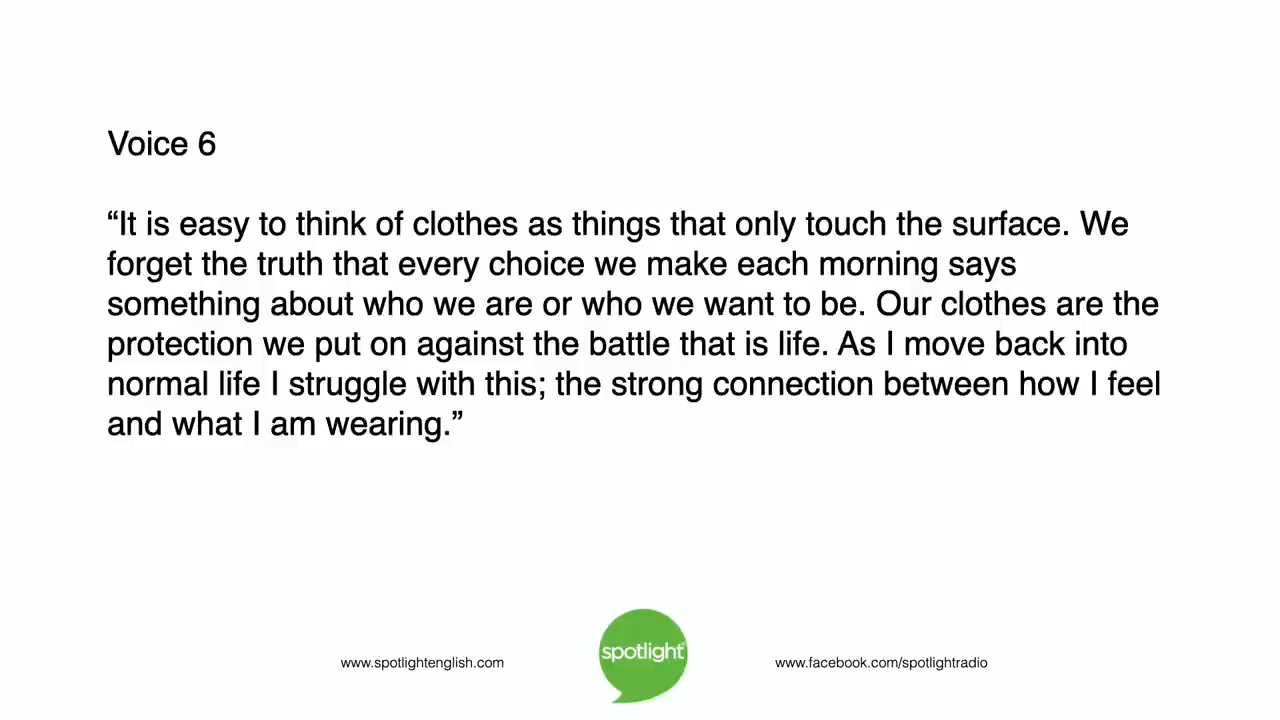 Voice 6
“It is easy to think of clothes as things that only touch the surface. We
forget the truth that every choice we make each morning says
something about who we are or who we want to be. Our clothes are the
protection we put on against the battle that is life. As I move back into
normal life I struggle with this; the strong connection between how I feel
and what I am wearing.”
www.spotlightenglish.com
spotlight
www.facebook.com/spotlightradio